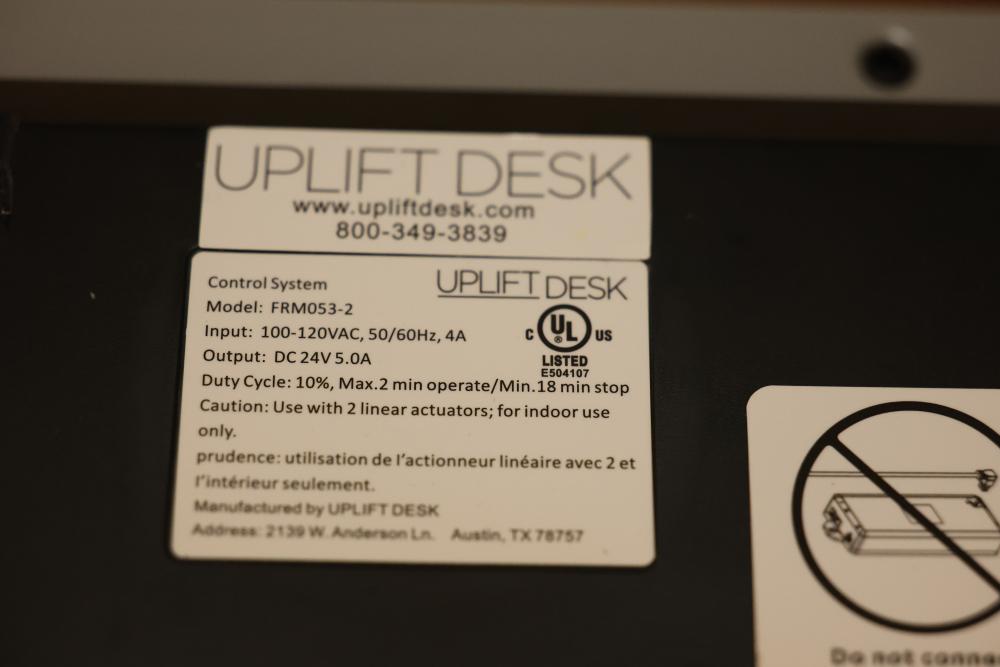 UPLIFT DESK
www.upliftdesk.com
800-349-3839
UPLIFT DESK
Control System
Model: FRM053-2
Input: 100-120VAC, 50/60Hz, 4A
Output: DC 24V 5.0A
C UL US
®
LISTED
E504107
Duty Cycle: 10%, Max.2 min operate/Min.18 min stop
Caution: Use with 2 linear actuators; for indoor use
only.
prudence: utilisation de l'actionneur linéaire avec 2 et
l'intérieur seulement.
Manufactured by UPLIFT DESK
Address: 2139 W. Anderson Ln. Austin, TX 78757
Do not